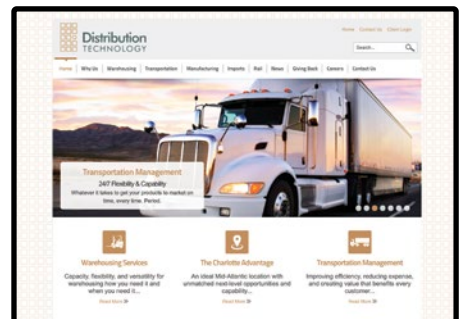 Home Contact Us Client Login
Distribution
TECHNOLOGY
Search...
Home Why Us Warehousing Transportation Manufacturing Imports Rail News Giving Back Careers Contact Us
Transportation Management
24/7 Flexibility & Capability
Whatever it takes to get your products to market on
time, every time. Period.
Warehousing Services
The Charlotte Advantage
Transportation Management
Capacity, flexibility, and versatility for
warehousing how you need it and
when you need it...
Read More
An ideal Mid-Atlantic location with
unmatched next-level opportunities and
capability...
Read More
Improving efficiency, reducing expense,
and creating value that benefits every
customer...
Read More